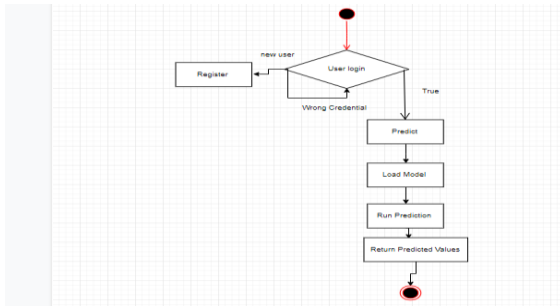 new user
User login
Register
Wrong Credential
True
Predict
Load Model
Run Prediction
Return Predicted Values